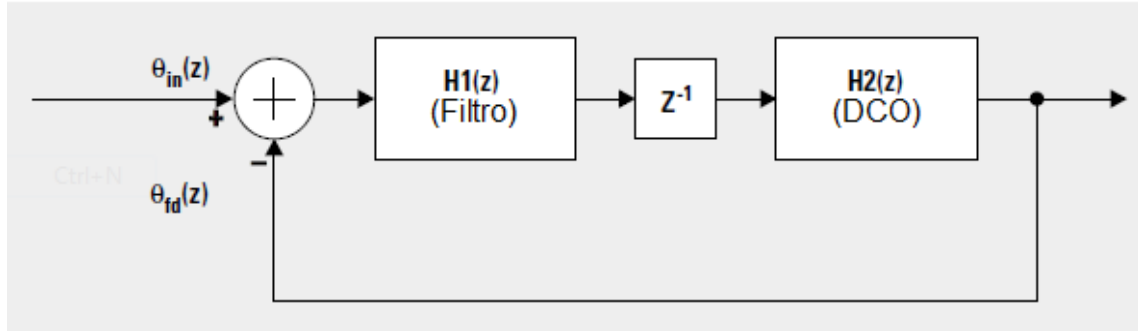 θin(z)
+
−
θfd(z)
H1(z)
(Filtro)
Z-1
H2(z)
(DCO)
Ctrl+N